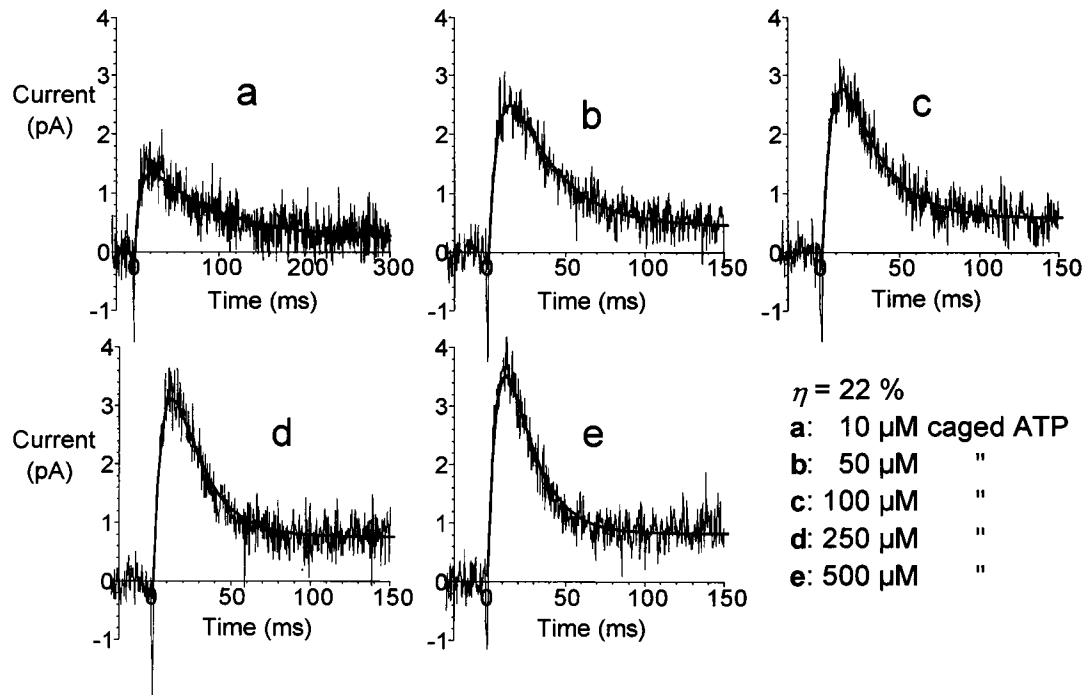 4
3
2
1
0
-1
Current
(pA)
a
0 100 200 300
Time (ms)
4
3
2
1
0
-1
b
0 50 100 150
Time (ms)
4
3
2
1
0
-1
c
0 50 100 150
Time (ms)
4
3
2
1
0
-1
Current
(pA)
d
0 50 100 150
Time (ms)
4
3
2
1
0
-1
e
0 50 100 150
Time (ms)
η = 22 %
a: 10 µM caged ATP
b: 50 µM "
c: 100 µM "
d: 250 µM "
e: 500 µM "